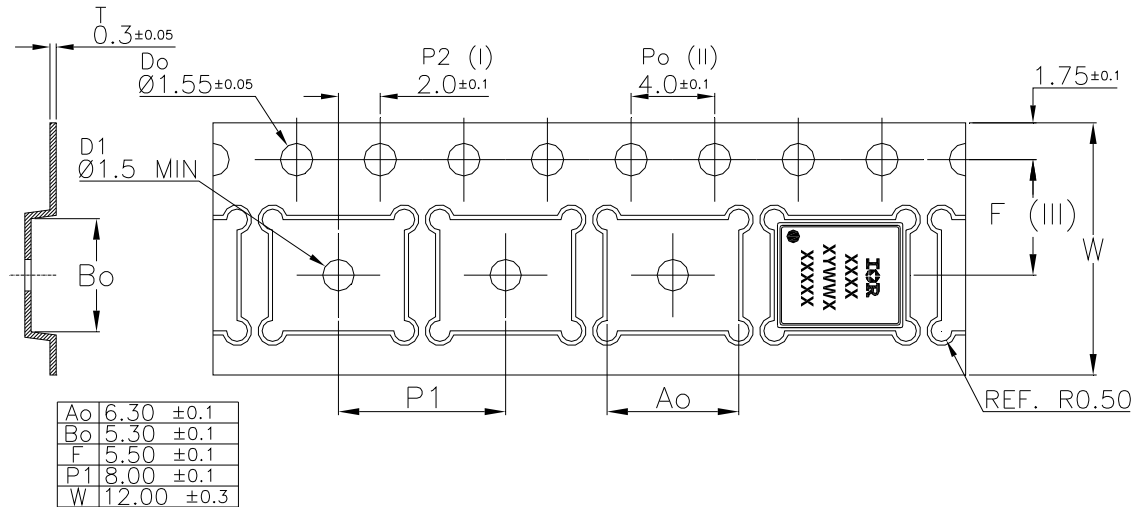 T
0.3±0.05
Do
Ø1.55±0.05
P2 (I)
2.0±0.1
Po (II)
4.0±0.1
1.75±0.1
D1
Ø1.5 MIN
F (III)
W
Bo
IOR
XXXX
XYWWX
XXXXX
P1
Ao
REF. R0.50
Ao 6.30 ±0.1
Bo 5.30 ±0.1
F 5.50 ±0.1
P1 8.00 ±0.1
W 12.00 ±0.3